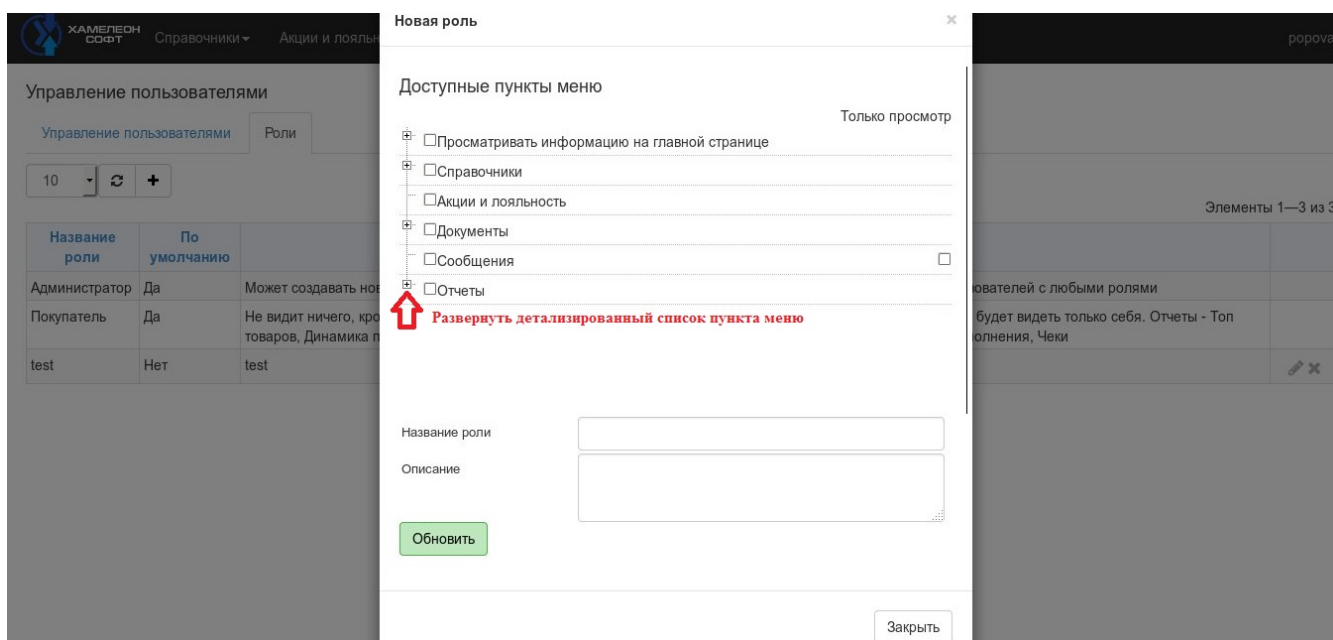 Новая роль ×
ХАМЕЛЕОН
СОФТ
Справочники
Акции и лояльн
popova
Управление пользователями
Управление пользователями
Роли
10
Элементы 1—3 из 3
Название
роли
По
умолчанию
Администратор Да Может создавать нов
ователей с любыми ролями
Покупатель Да Не видит ничего, кро
товаров, Динамика п
будет видеть только себя. Отчеты - Топ
олнения, Чеки
test Нет test
Доступные пункты меню
Только просмотр
Просматривать информацию на главной странице
Справочники
Акции и лояльность
Документы
Сообщения
Отчеты
Развернуть детализированный список пункта меню
Название роли
Описание
Обновить
Закрыть